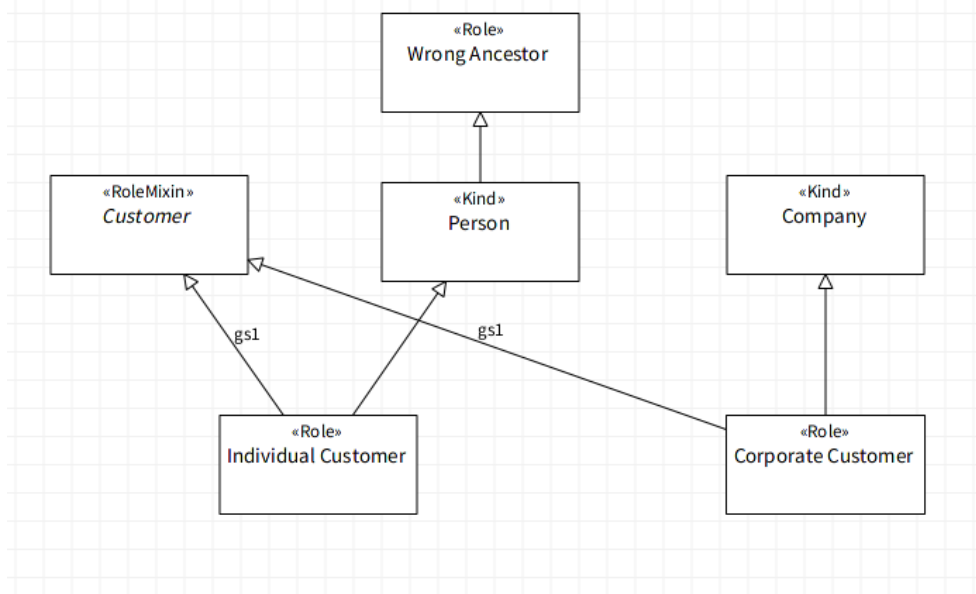 «Role»
Wrong Ancestor
«RoleMixin»
Customer
«Kind»
Person
«Kind»
Company
gs1
gs1
«Role»
Individual Customer
«Role»
Corporate Customer